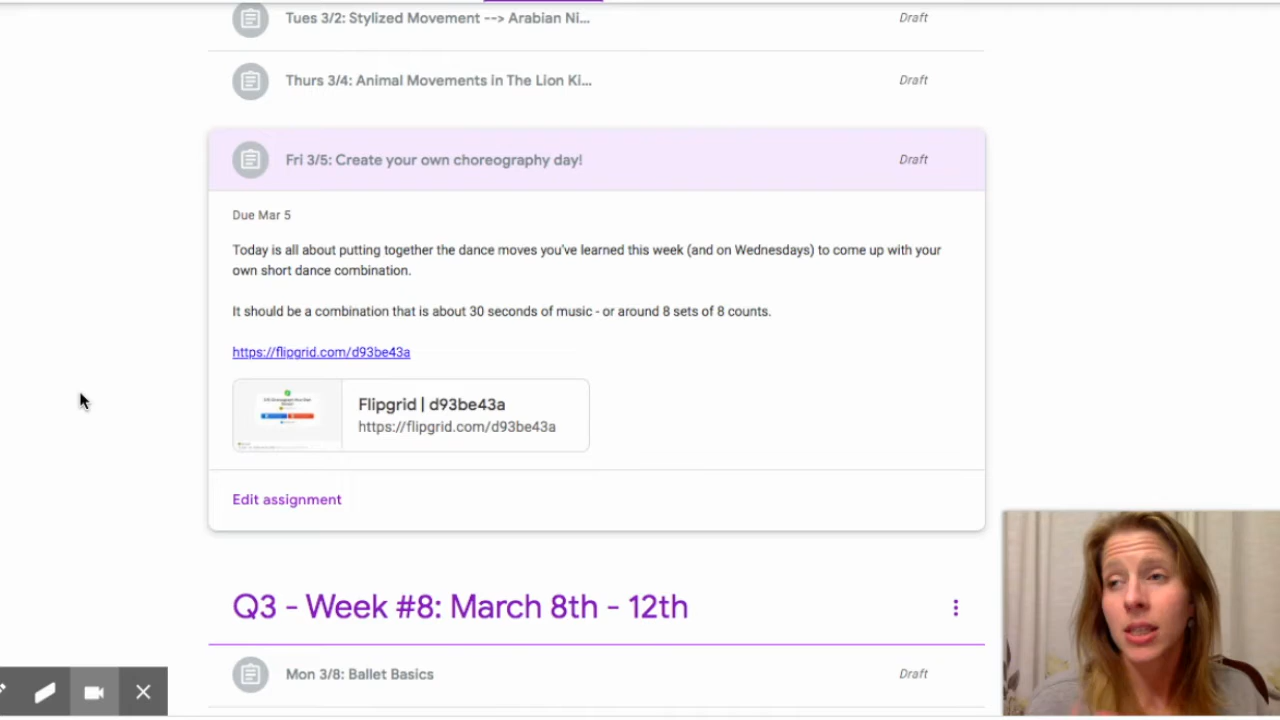 Tues 3/2: Stylized Movement --> Arabian Ni...
Draft
Thurs 3/4: Animal Movements in The Lion Ki...
Draft
Fri 3/5: Create your own choreography day!
Draft
Due Mar 5
Today is all about putting together the dance moves you've learned this week (and on Wednesdays) to come up with your
own short dance combination.
It should be a combination that is about 30 seconds of music - or around 8 sets of 8 counts.
https://flipgrid.com/d93be43a
Flipgrid | d93be43a
https://flipgrid.com/d93be43a
Edit assignment
Q3 - Week #8: March 8th - 12th
Mon 3/8: Ballet Basics
Draft